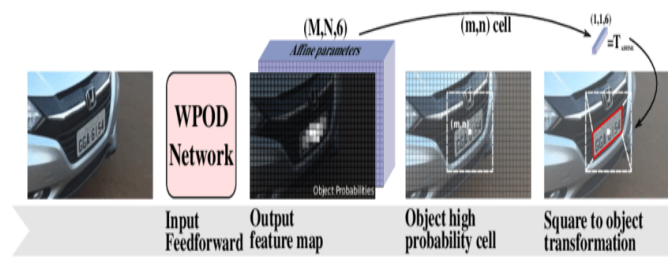 (M,N,6)
Affine parameters
(m,n) cell
(1,1,6)
WPOD
Network
Object Probabilities
(m,n)
Input
Feedforward
Output
feature map
Object high
probability cell
Square to object
transformation